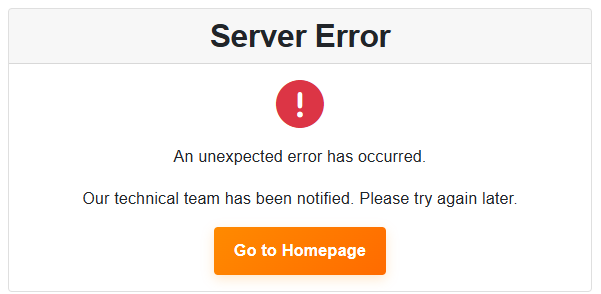 Server Error
An unexpected error has occurred.
Our technical team has been notified. Please try again later.
Go to Homepage